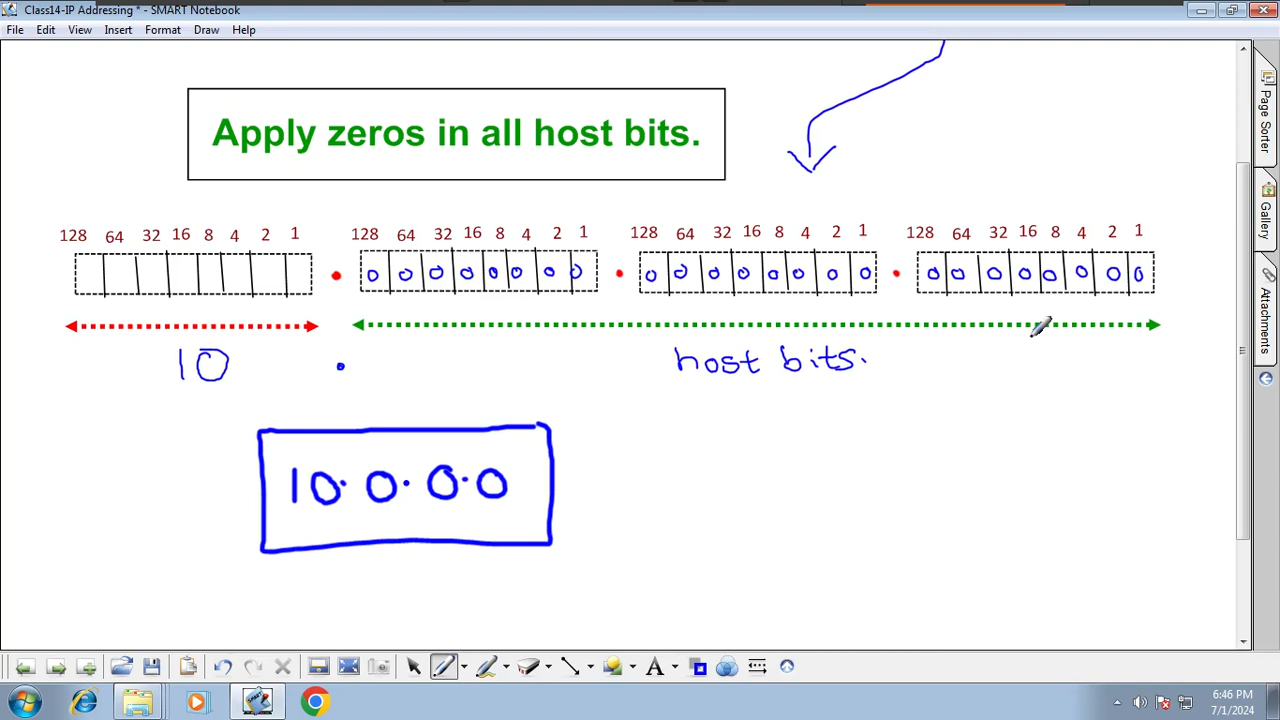 Class14-IP Addressing * - SMART Notebook
File Edit View Insert Format Draw Help
Apply zeros in all host bits.
128 64 32 16 8 4 2 1 128 64 32 16 8 4 2 1 128 64 32 16 8 4 2 1 128 64 32 16 8 4 2 1
. 0 0 0 0 0 0 0 0 . 0 0 0 0 0 0 0 0 . 0 0 0 0 0 0 0 0
10 . host bits.
10.0.0.0
Page Sorter
Gallery
Attachments
6:46 PM
7/1/2024